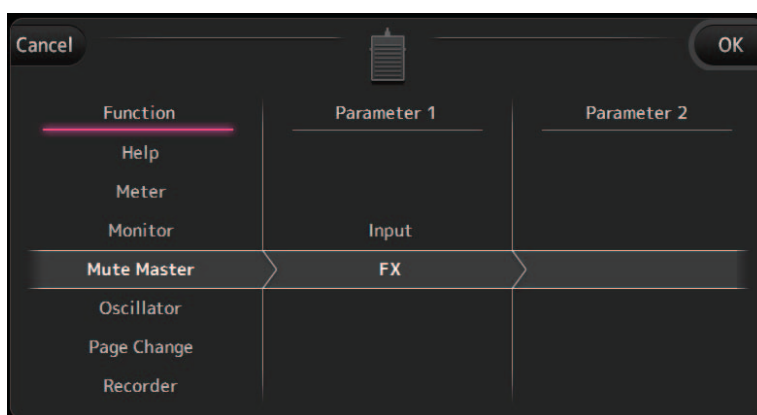 Cancel
OK
Function Parameter 1 Parameter 2
Help
Meter
Monitor Input
Mute Master FX
Oscillator
Page Change
Recorder